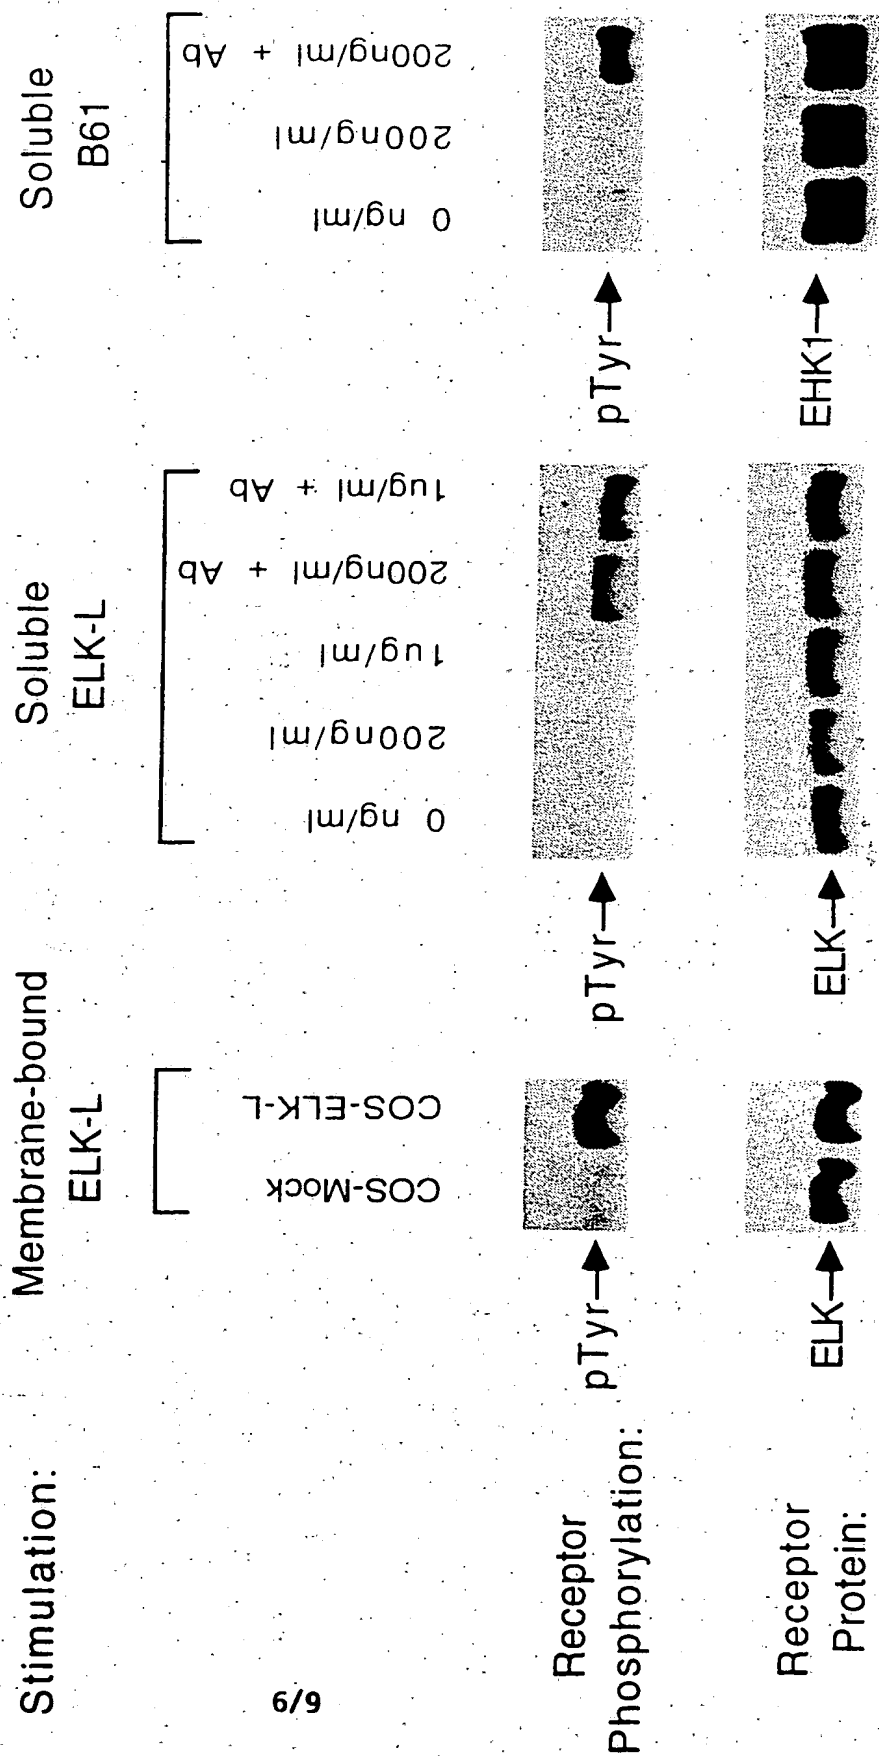 Stimulation:
Membrane-bound
ELK-L
COS-Mock
COS-ELK-L
Soluble
ELK-L
0 ng/ml
200ng/ml
1ug/ml
200ng/ml + Ab
1ug/ml + Ab
Soluble
B61
0 ng/ml
200ng/ml
200ng/ml + Ab
Receptor
Phosphorylation:
pTyr
pTyr
pTyr
Receptor
Protein:
ELK
ELK
EHK1
6/9